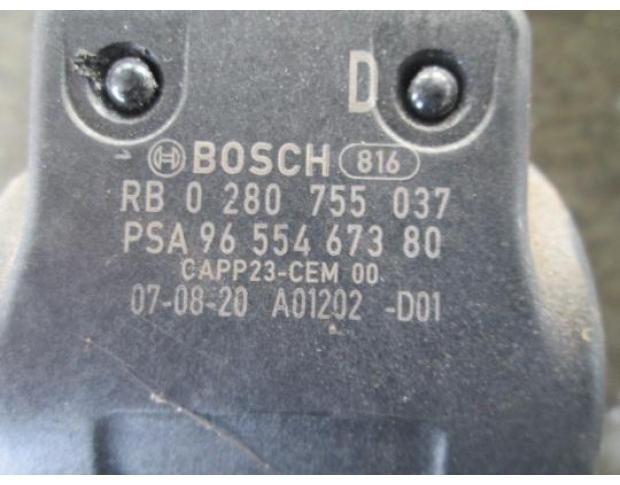 D
BOSCH 816
RB 0 280 755 037
PSA 96 554 673 80
CAPP23-CEM 00
07-08-20 A01202 -D01